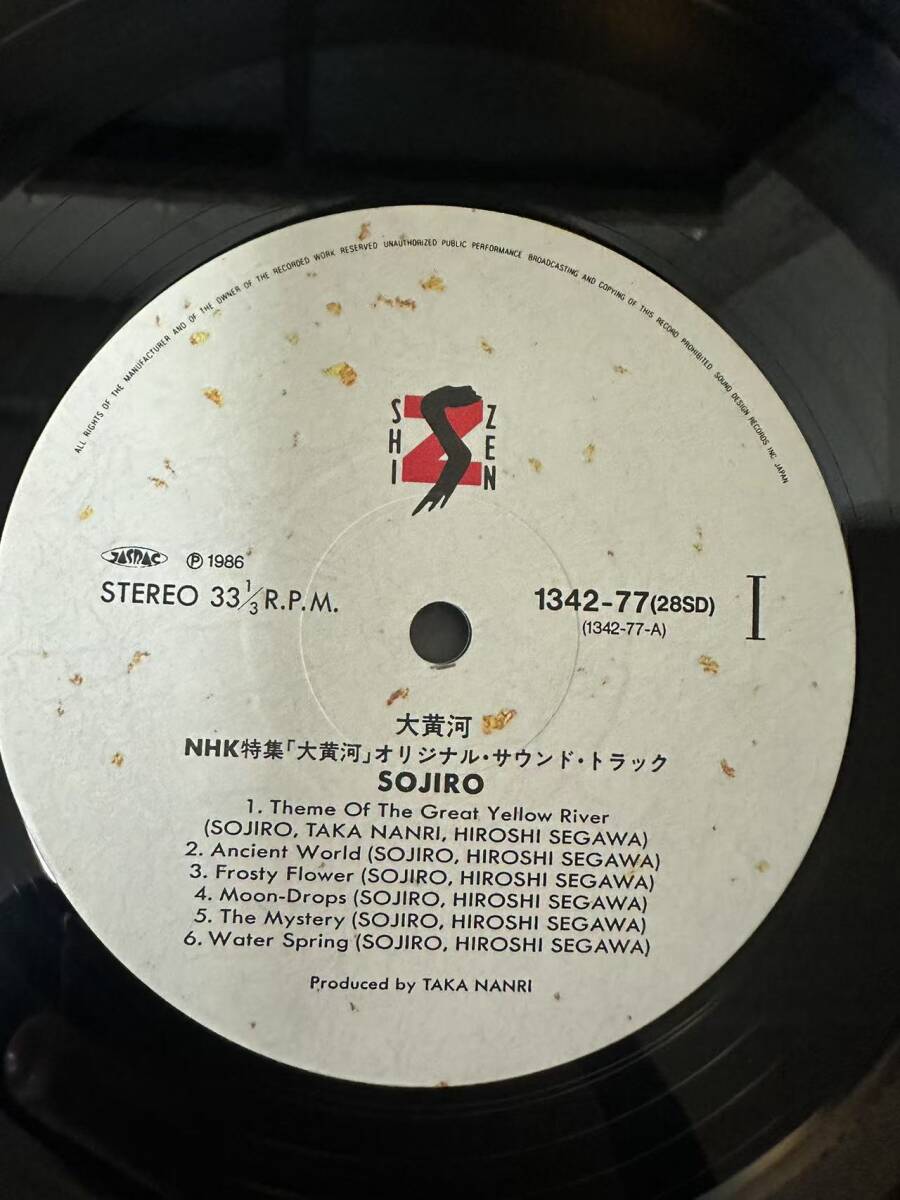 ALL RIGHTS OF THE MANUFACTURER AND OF THE OWNER OF THE RECORDED WORK RESERVED UNAUTHORIZED PUBLIC PERFORMANCE BROADCASTING AND COPYING OF THIS RECORD PROHIBITED SOUND DESIGN RECORDS INC. JAPAN
SHI ZEN
ZS
JASRAC ℗ 1986
STEREO 33 1/3 R.P.M.
1342-77(28SD)
(1342-77-A)
I
大黄河
NHK特集「大黄河」オリジナル・サウンド・トラック
SOJIRO
1. Theme Of The Great Yellow River
(SOJIRO, TAKA NANRI, HIROSHI SEGAWA)
2. Ancient World (SOJIRO, HIROSHI SEGAWA)
3. Frosty Flower (SOJIRO, HIROSHI SEGAWA)
4. Moon-Drops (SOJIRO, HIROSHI SEGAWA)
5. The Mystery (SOJIRO, HIROSHI SEGAWA)
6. Water Spring (SOJIRO, HIROSHI SEGAWA)
Produced by TAKA NANRI